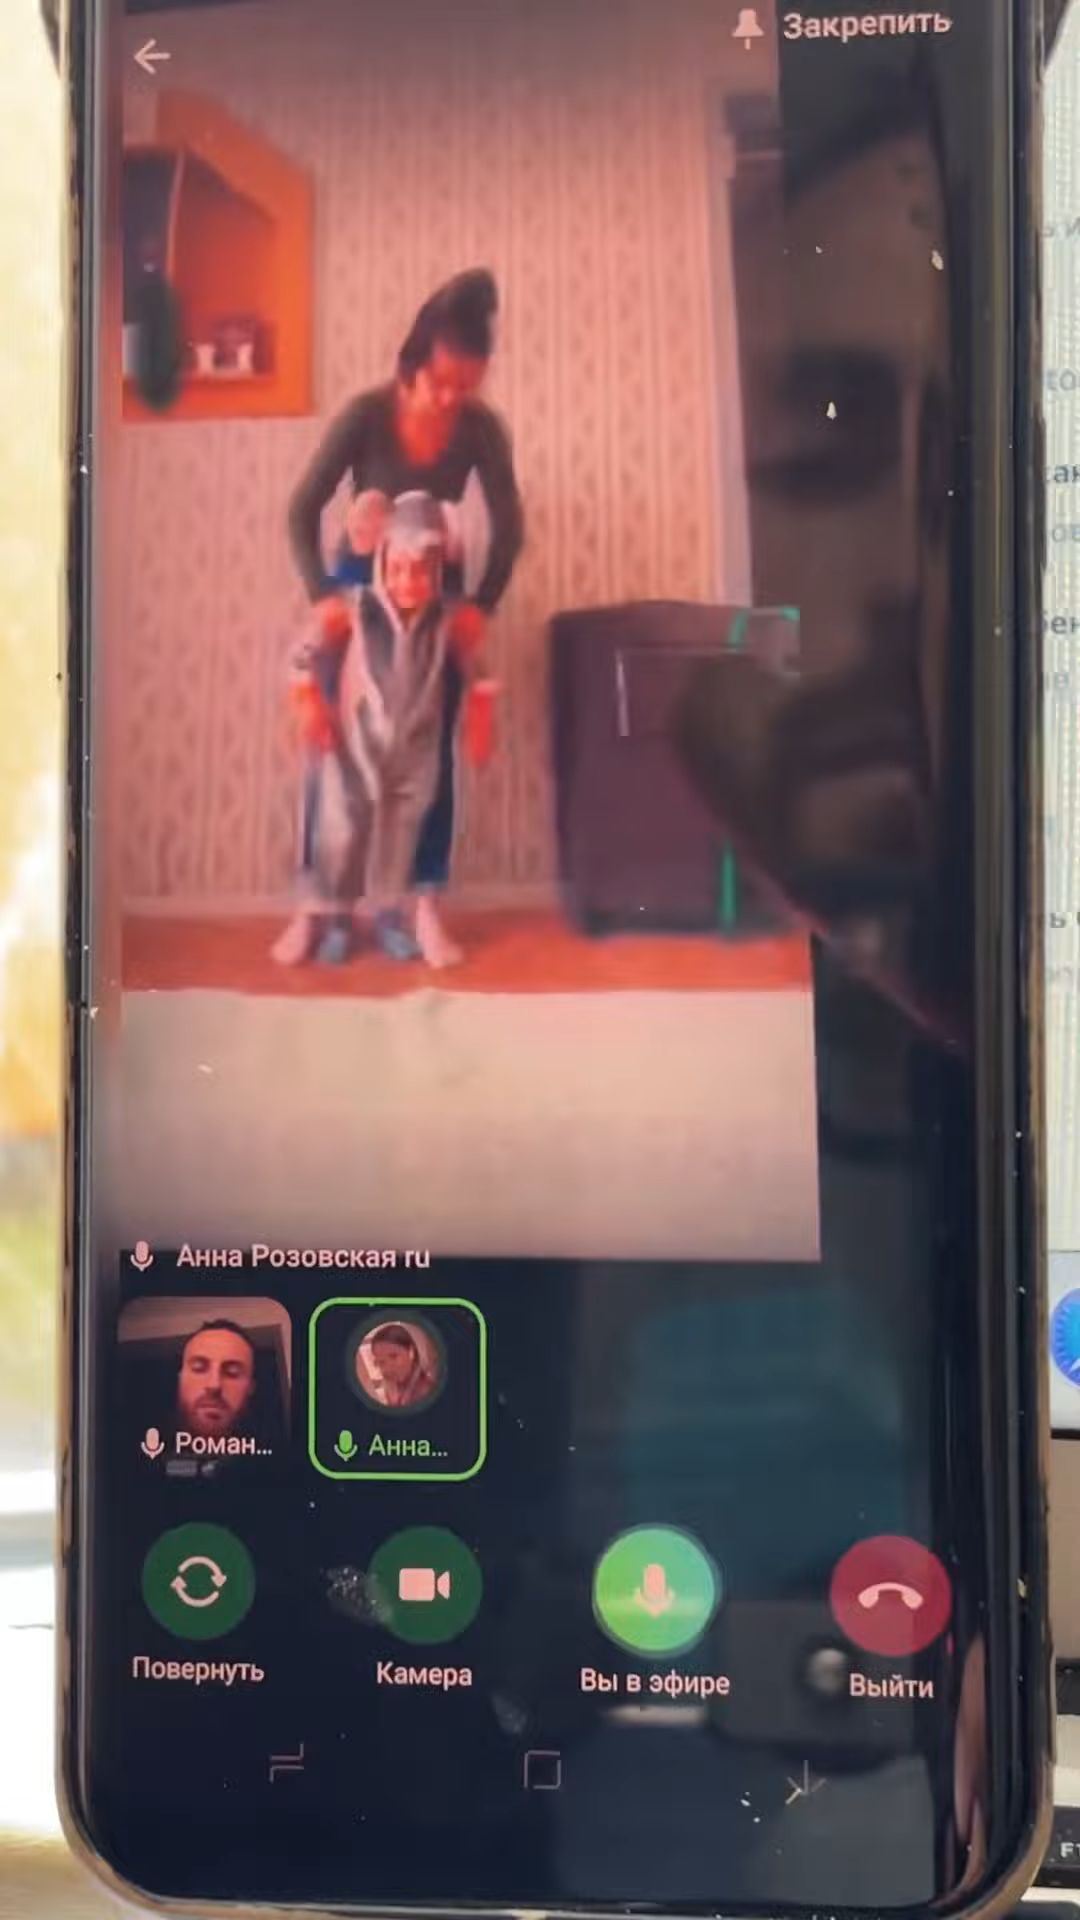 Закрепить
Анна Розовская ru
Роман...
Анна...
Повернуть
Камера
Вы в эфире
Выйти